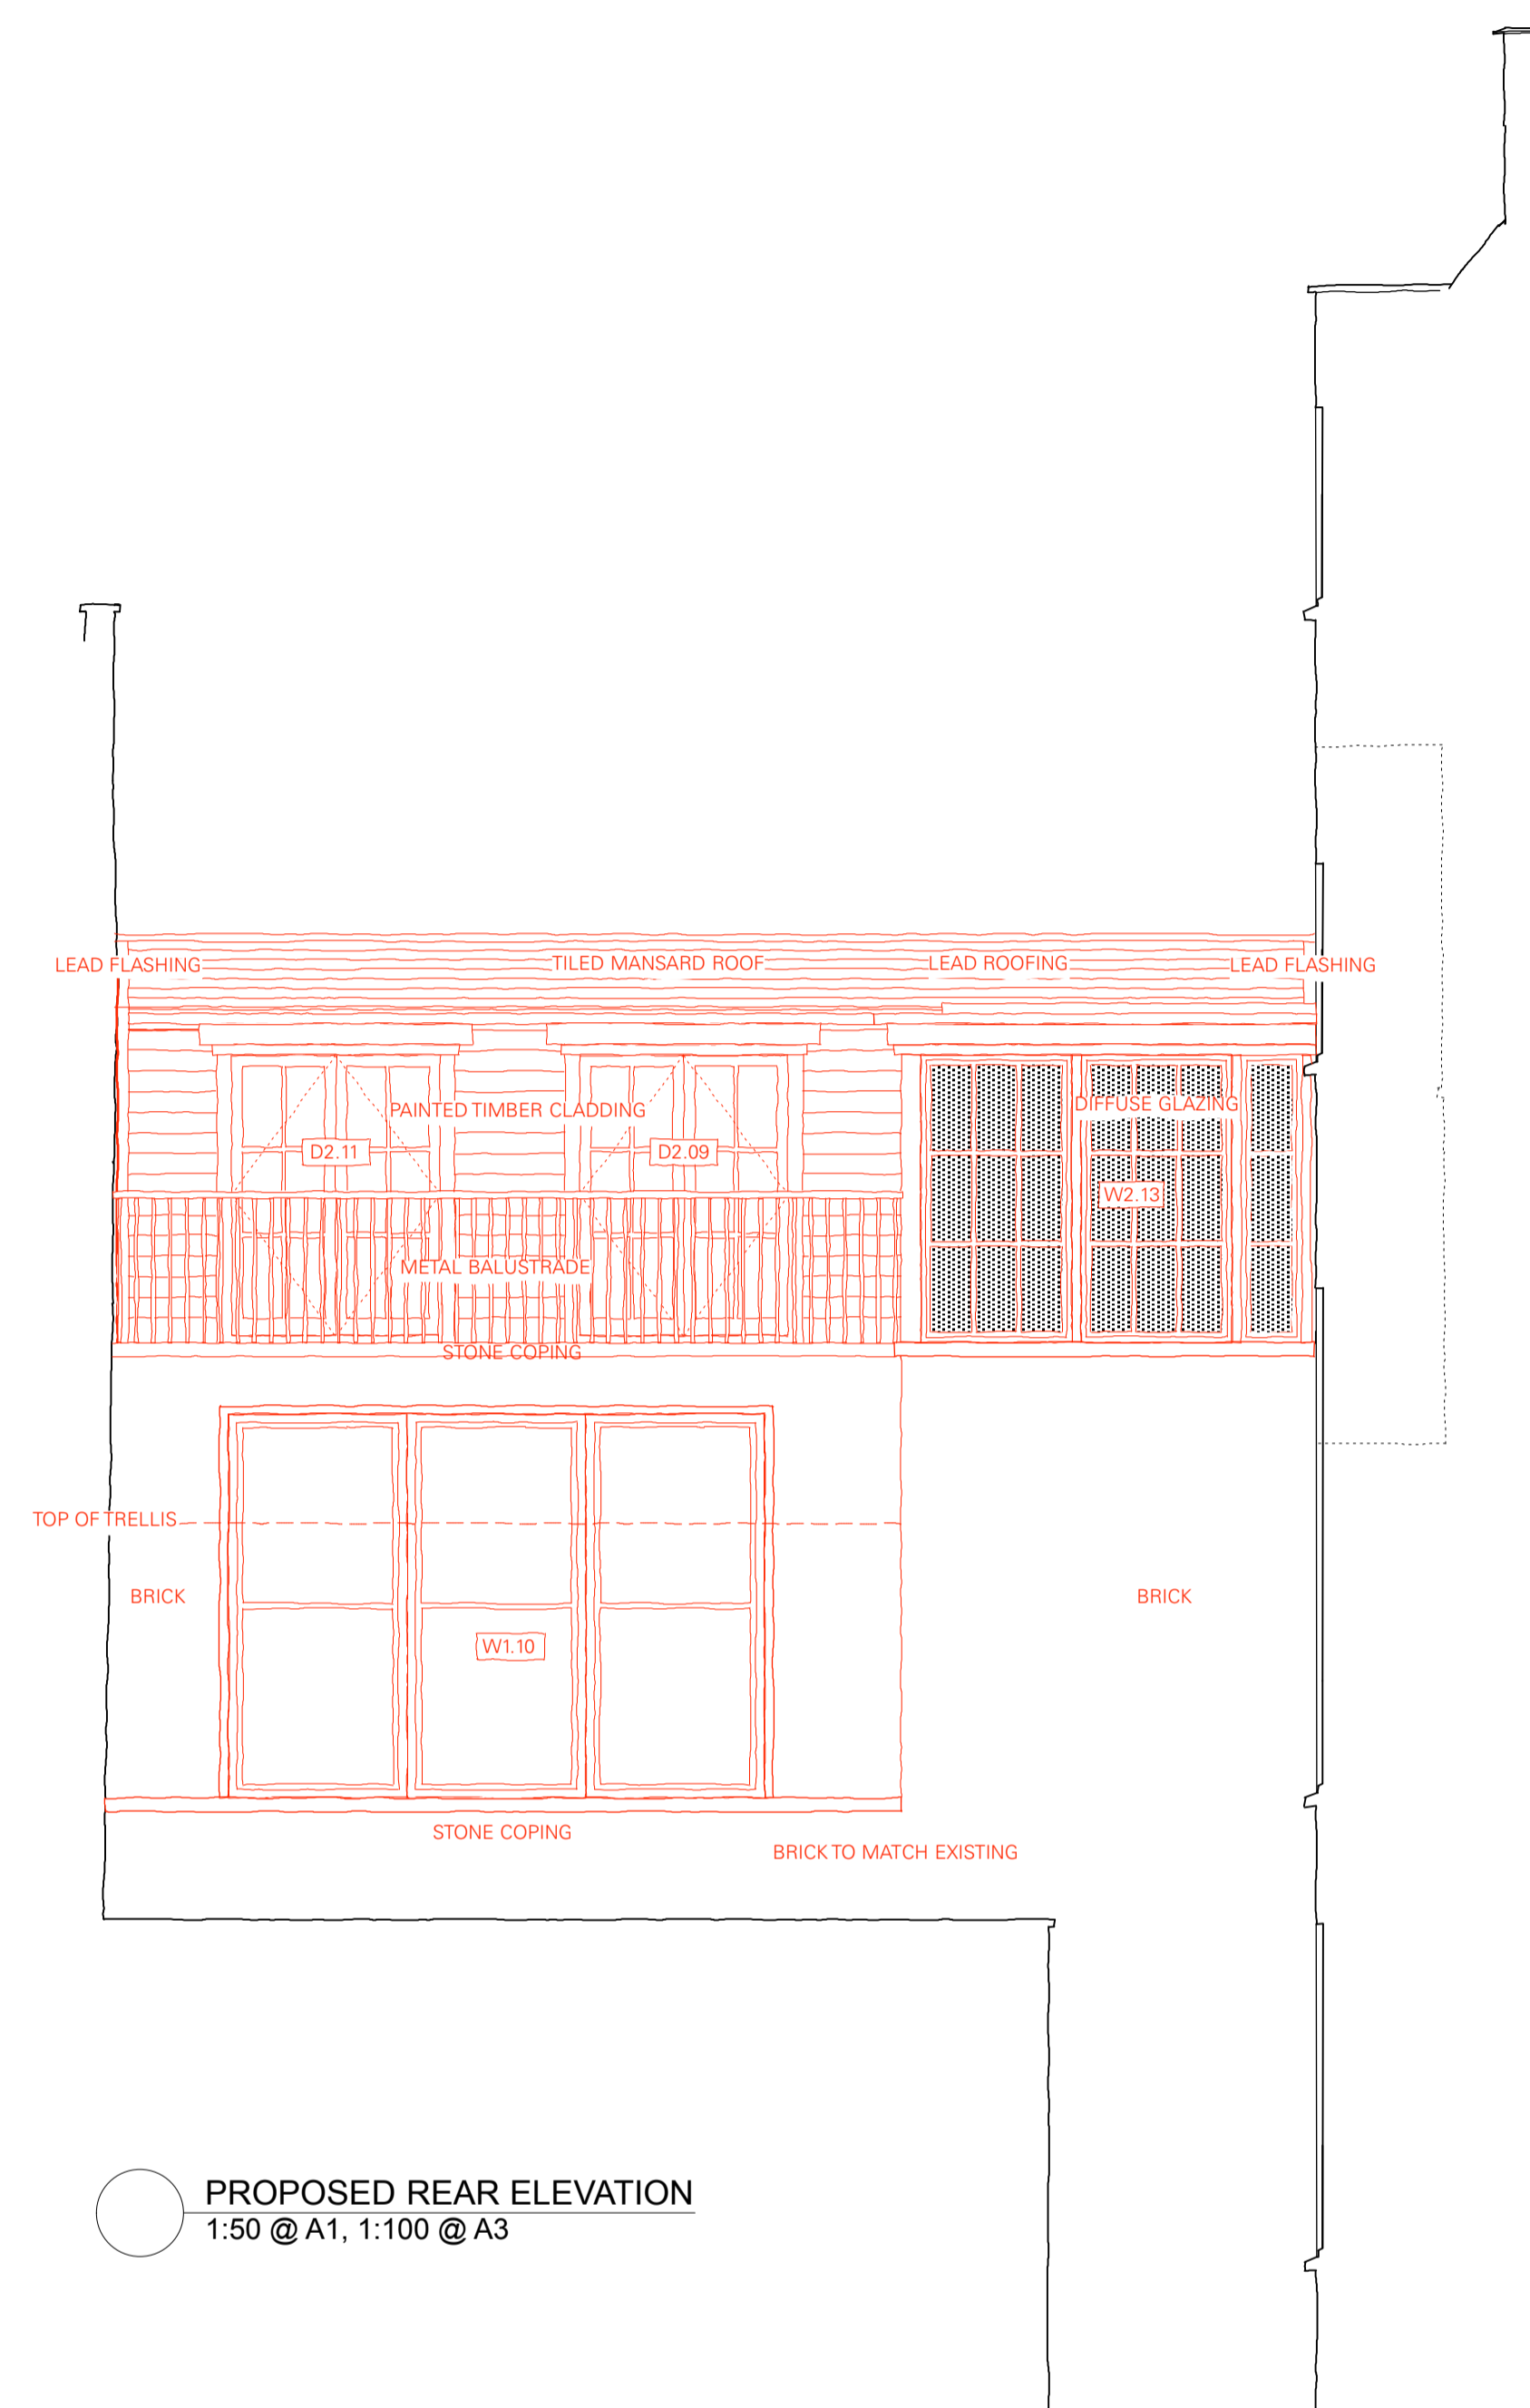 LEAD FLASHING
TILED MANSARD ROOF
LEAD ROOFING
LEAD FLASHING
PAINTED TIMBER CLADDING
DIFFUSE GLAZING
D2.11
D2.09
W2.13
METAL BALUSTRADE
STONE COPING
TOP OF TRELLIS
BRICK
BRICK
W1.10
STONE COPING
BRICK TO MATCH EXISTING
PROPOSED REAR ELEVATION
1:50 @ A1, 1:100 @ A3